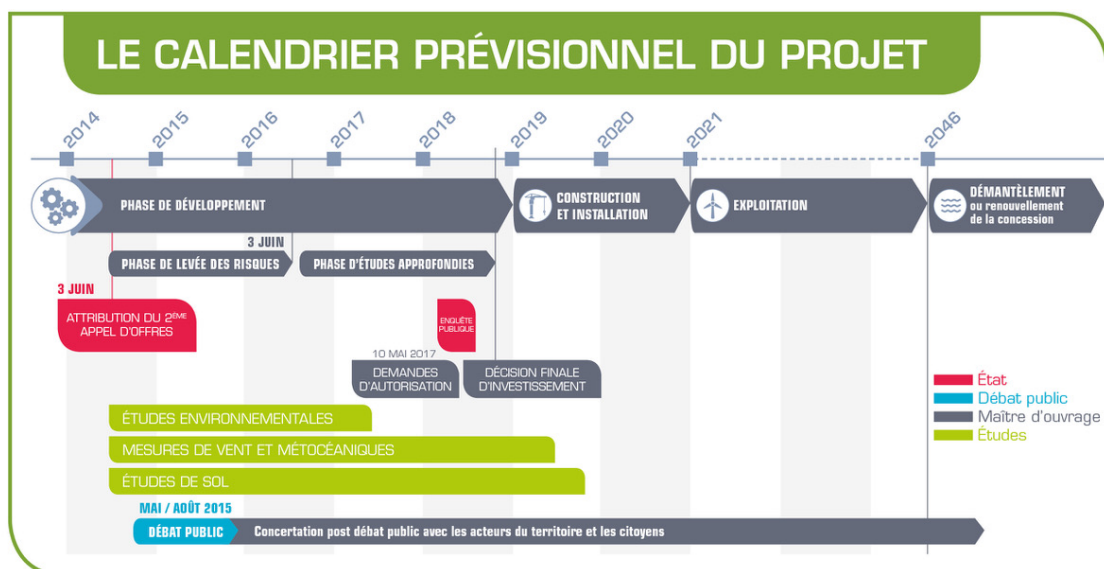 LE CALENDRIER PRÉVISIONNEL DU PROJET
2014
2015
2016
2017
2018
2019
2020
2021
2046
PHASE DE DÉVELOPPEMENT
CONSTRUCTION
ET INSTALLATION
EXPLOITATION
DÉMANTÈLEMENT
ou renouvellement
de la concession
3 JUIN
PHASE DE LEVÉE DES RISQUES
PHASE D'ÉTUDES APPROFONDIES
3 JUIN
ATTRIBUTION DU 2ÈME
APPEL D'OFFRES
ENQUÊTE
PUBLIQUE
10 MAI 2017
DEMANDES
D'AUTORISATION
DÉCISION FINALE
D'INVESTISSEMENT
État
Débat public
Maître d'ouvrage
Études
ÉTUDES ENVIRONNEMENTALES
MESURES DE VENT ET MÉTOCÉANIQUES
ÉTUDES DE SOL
MAI / AOÛT 2015
DÉBAT PUBLIC
Concertation post débat public avec les acteurs du territoire et les citoyens